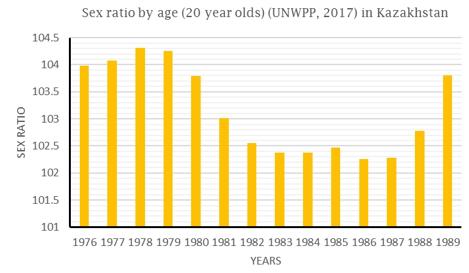 Sex ratio by age (20 year olds) (UNWPP, 2017) in Kazakhstan
104.5
104
103.5
103
102.5
102
101.5
101
SEX RATIO
1976 1977 1978 1979 1980 1981 1982 1983 1984 1985 1986 1987 1988 1989
YEARS